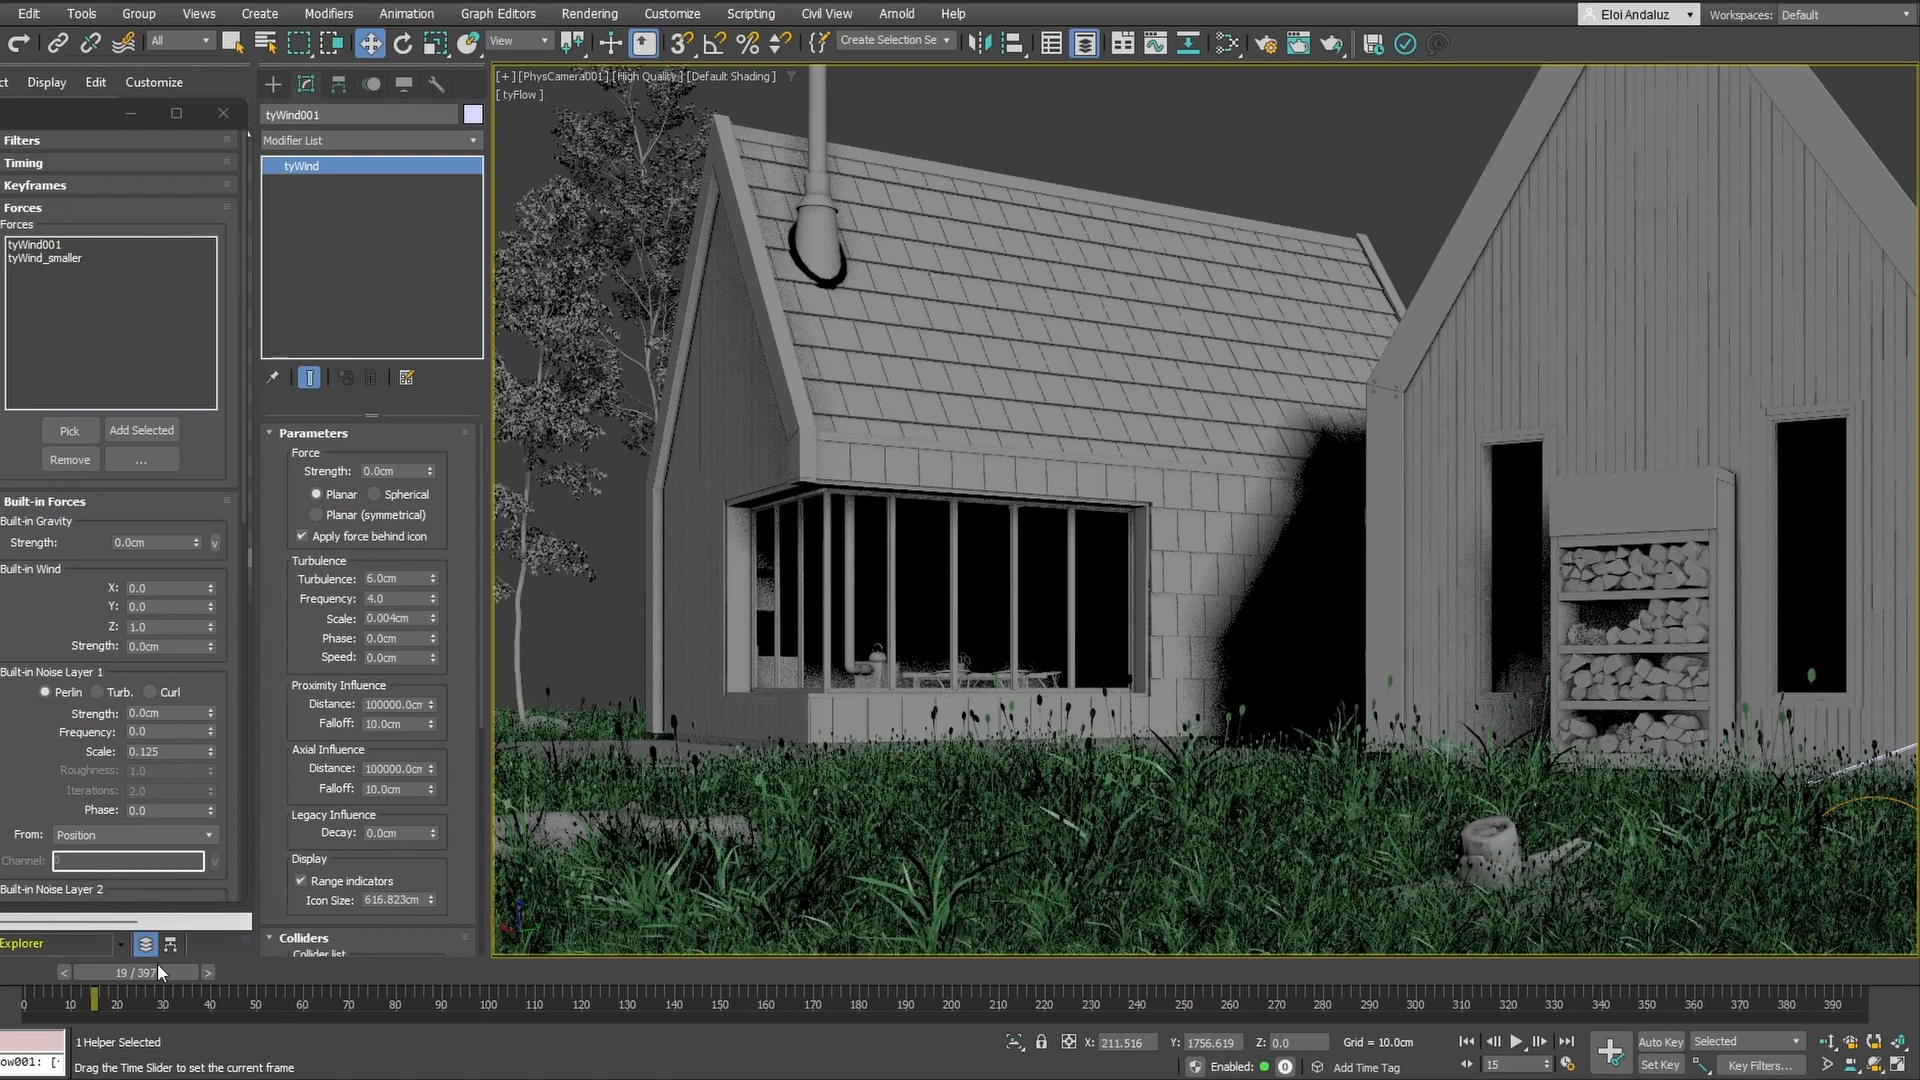 Edit Tools Group Views Create Modifiers Animation Graph Editors Rendering Customize Scripting Civil View Arnold Help Eloi Andaluz Workspaces: Default
All View Create Selection Se
ct Display Edit Customize
[+] [PhysCamera001] [High Quality] [Default Shading]
[ tyFlow ]
tyWind001
Modifier List
tyWind
Filters
Timing
Keyframes
Forces
Forces
tyWind001
tyWind_smaller
Pick Add Selected
Remove ...
Built-in Forces
Built-in Gravity
Strength: 0.0cm v
Built-in Wind
X: 0.0
Y: 0.0
Z: 1.0
Strength: 0.0cm
Built-in Noise Layer 1
Perlin Turb. Curl
Strength: 0.0cm
Frequency: 0.0
Scale: 0.125
Roughness: 1.0
Iterations: 2.0
Phase: 0.0
From: Position
Channel: 0 v
Built-in Noise Layer 2
Explorer
Parameters
Force
Strength: 0.0cm
Planar Spherical
Planar (symmetrical)
Apply force behind icon
Turbulence
Turbulence: 6.0cm
Frequency: 4.0
Scale: 0.004cm
Phase: 0.0cm
Speed: 0.0cm
Proximity Influence
Distance: 100000.0cm
Falloff: 10.0cm
Axial Influence
Distance: 100000.0cm
Falloff: 10.0cm
Legacy Influence
Decay: 0.0cm
Display
Range indicators
Icon Size: 616.823cm
Colliders
Collider list
< 19 / 397 >
0 10 20 30 40 50 60 70 80 90 100 110 120 130 140 150 160 170 180 190 200 210 220 230 240 250 260 270 280 290 300 310 320 330 340 350 360 370 380 390
1 Helper Selected X: 211.516 Y: 1756.619 Z: 0.0 Grid = 10.0cm Auto Key Selected
ow001: [ Drag the Time Slider to set the current frame Enabled: 0 Add Time Tag 15 Set Key Key Filters...